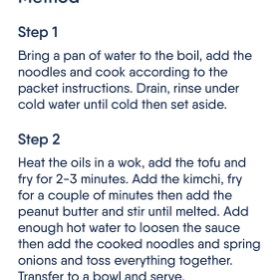 Method
Step 1
Bring a pan of water to the boil, add the
noodles and cook according to the
packet instructions. Drain, rinse under
cold water until cold then set aside.
Step 2
Heat the oils in a wok, add the tofu and
fry for 2-3 minutes. Add the kimchi, fry
for a couple of minutes then add the
peanut butter and stir until melted. Add
enough hot water to loosen the sauce
then add the cooked noodles and spring
onions and toss everything together.
Transfer to a bowl and serve.